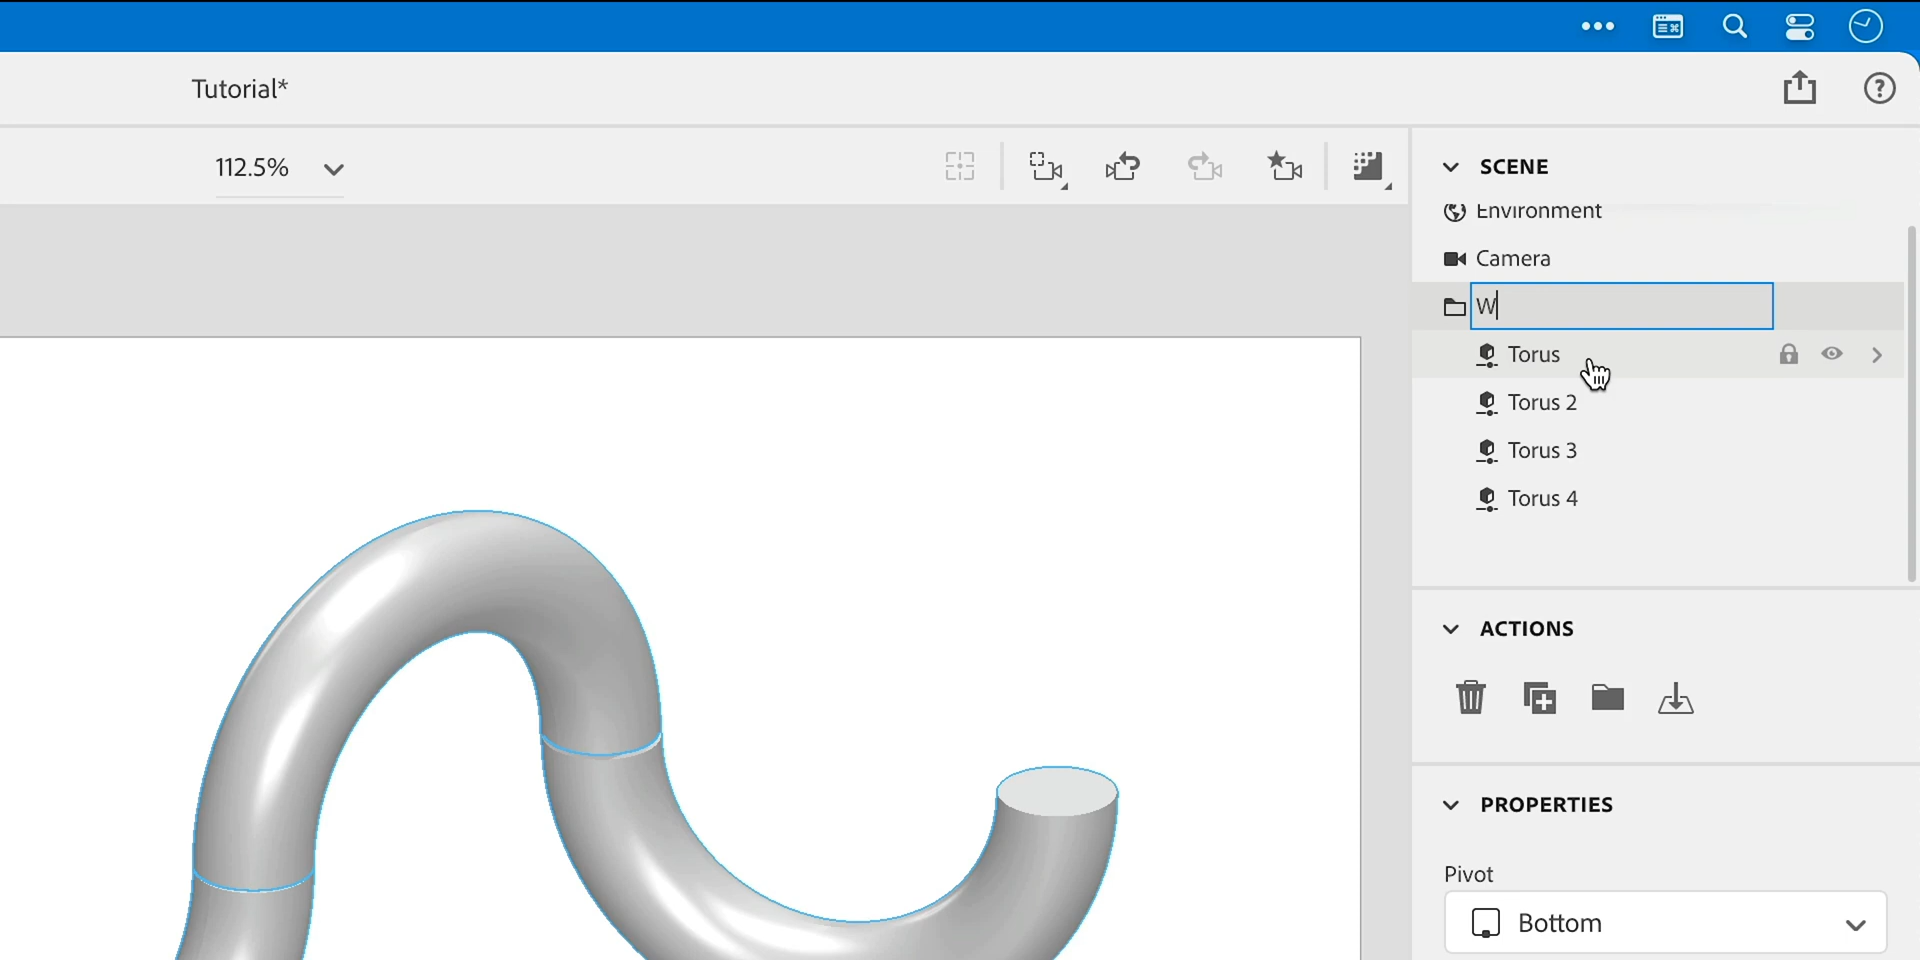 Tutorial*
112.5%
SCENE
Environment
Camera
W
Torus
Torus 2
Torus 3
Torus 4
ACTIONS
PROPERTIES
Pivot
Bottom